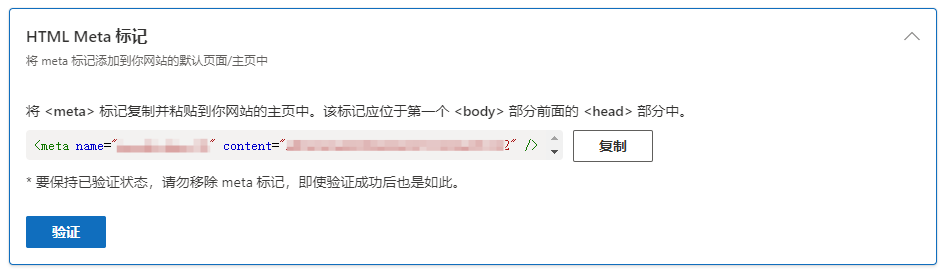 HTML Meta 标记
将 meta 标记添加到你网站的默认页面/主页中
将 <meta> 标记复制并粘贴到你网站的主页中。该标记应位于第一个 <body> 部分前面的 <head> 部分中。
<meta name="" content="2" />
复制
* 要保持已验证状态，请勿移除 meta 标记，即使验证成功后也是如此。
验证